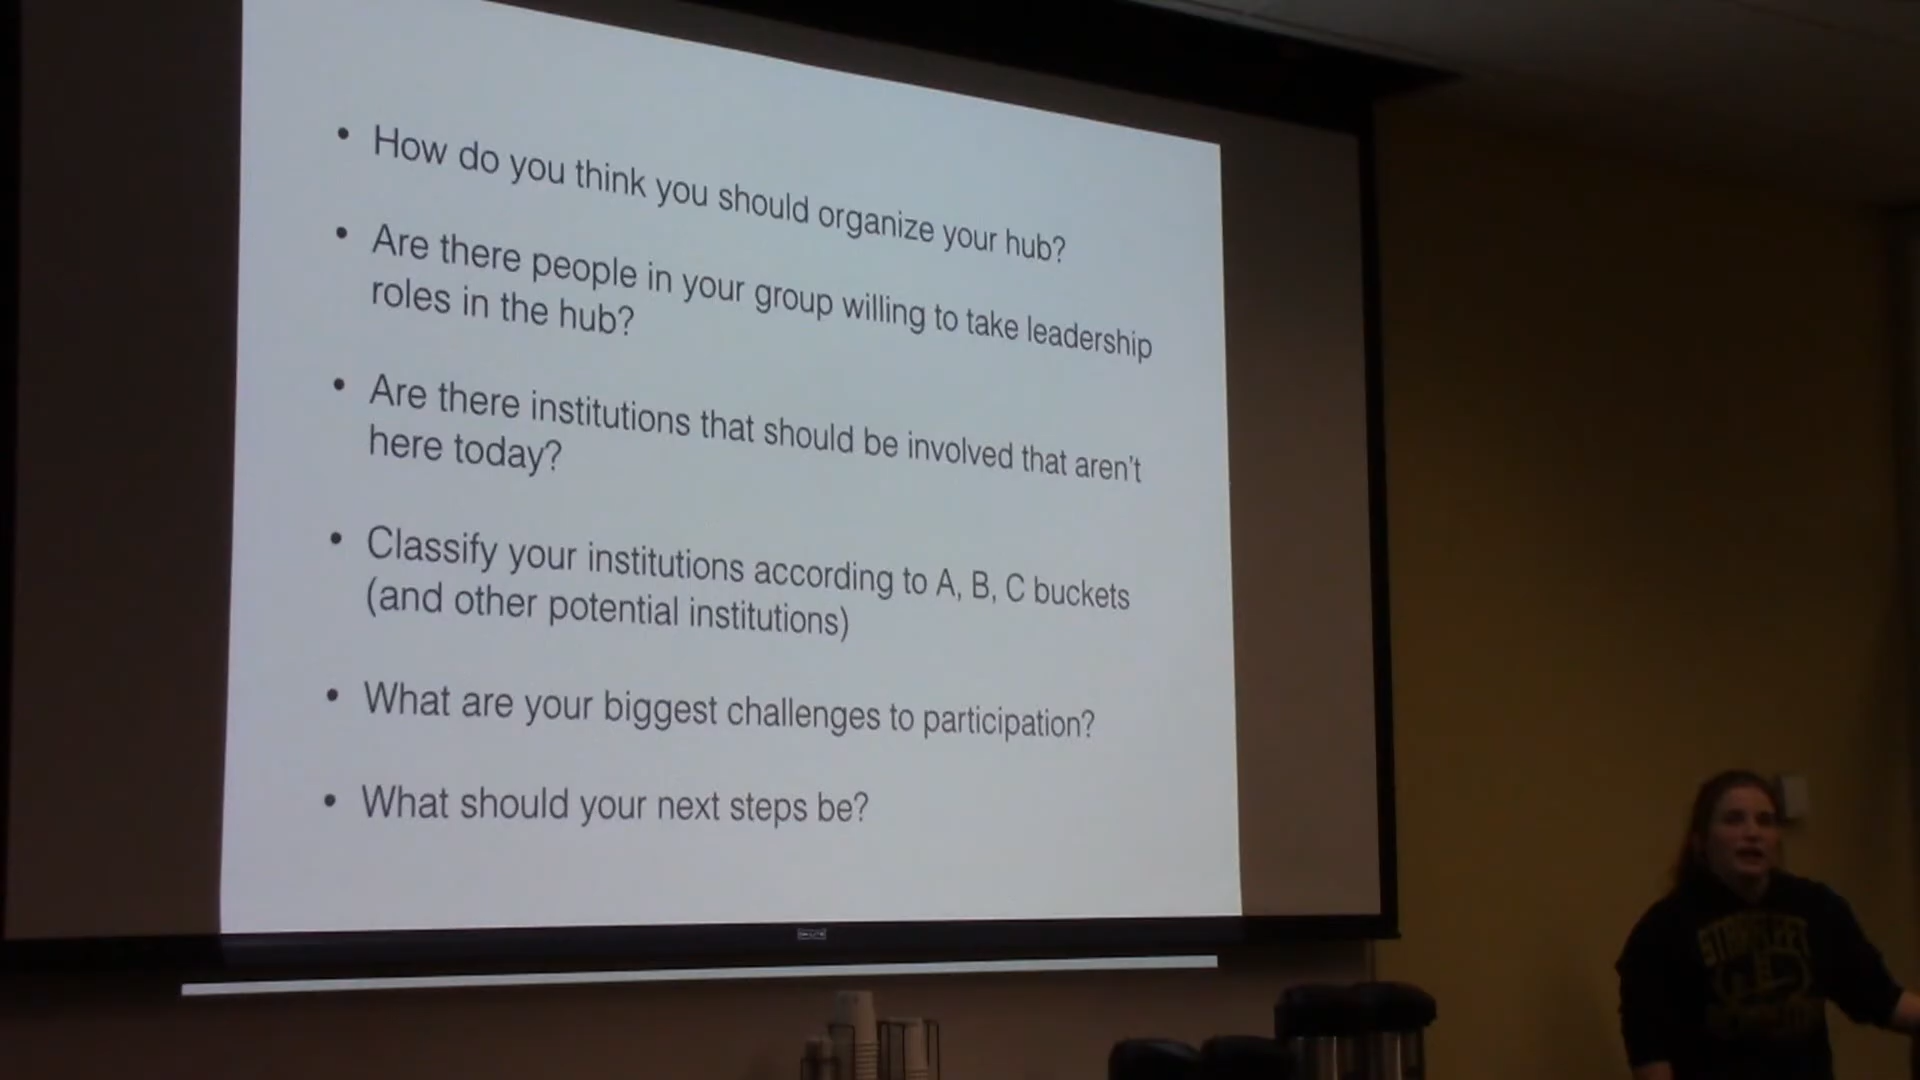 • How do you think you should organize your hub?
• Are there people in your group willing to take leadership
roles in the hub?
• Are there institutions that should be involved that aren't
here today?
• Classify your institutions according to A, B, C buckets
(and other potential institutions)
• What are your biggest challenges to participation?
• What should your next steps be?